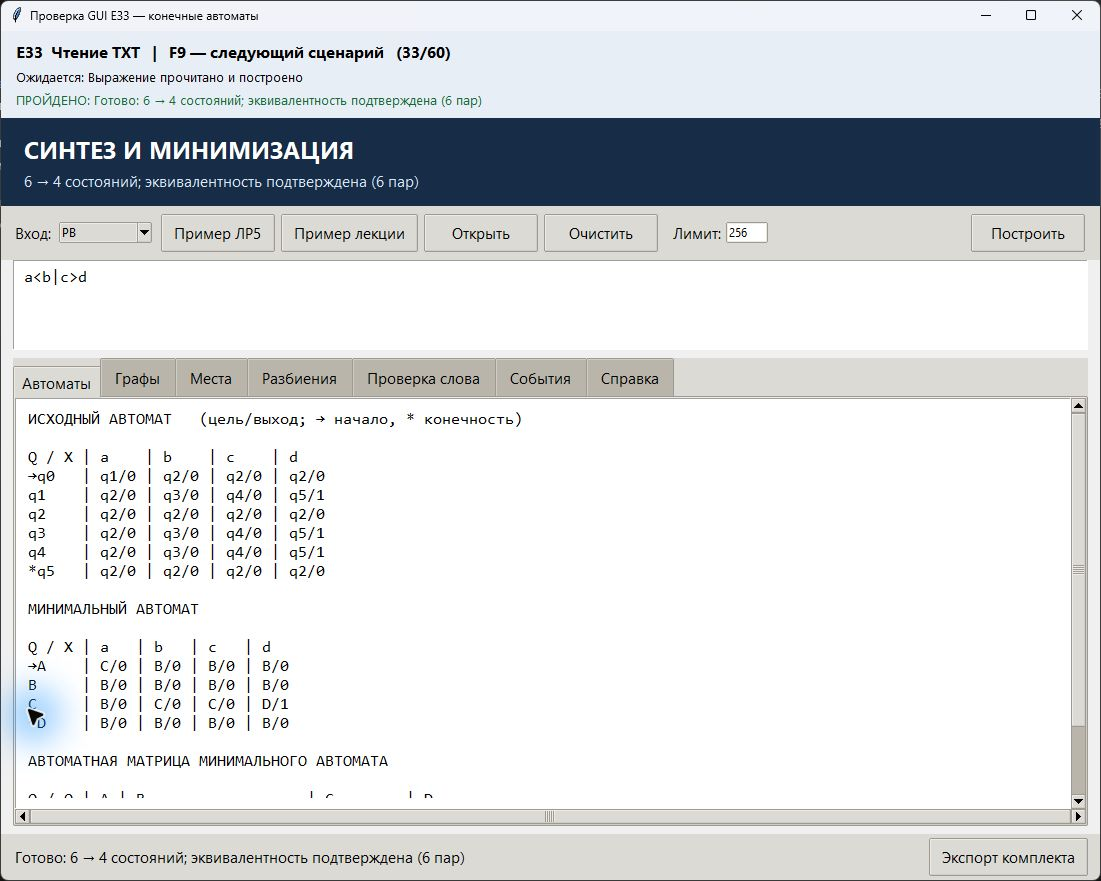 Проверка GUI E33 — конечные автоматы
E33 Чтение TXT | F9 — следующий сценарий (33/60)
Ожидается: Выражение прочитано и построено
ПРОЙДЕНО: Готово: 6 → 4 состояний; эквивалентность подтверждена (6 пар)
СИНТЕЗ И МИНИМИЗАЦИЯ
6 → 4 состояний; эквивалентность подтверждена (6 пар)
Вход: РВ Пример ЛР5 Пример лекции Открыть Очистить Лимит: 256 Построить
a<b|c>d
Автоматы Графы Места Разбиения Проверка слова События Справка
ИСХОДНЫЙ АВТОМАТ (цель/выход; → начало, * конечность)
Q / X | a | b | c | d
→q0 | q1/0 | q2/0 | q2/0 | q2/0
q1 | q2/0 | q3/0 | q4/0 | q5/1
q2 | q2/0 | q2/0 | q2/0 | q2/0
q3 | q2/0 | q3/0 | q4/0 | q5/1
q4 | q2/0 | q3/0 | q4/0 | q5/1
*q5 | q2/0 | q2/0 | q2/0 | q2/0
МИНИМАЛЬНЫЙ АВТОМАТ
Q / X | a | b | c | d
→A | C/0 | B/0 | B/0 | B/0
B | B/0 | B/0 | B/0 | B/0
C | B/0 | C/0 | C/0 | D/1
D | B/0 | B/0 | B/0 | B/0
АВТОМАТНАЯ МАТРИЦА МИНИМАЛЬНОГО АВТОМАТА
Готово: 6 → 4 состояний; эквивалентность подтверждена (6 пар) Экспорт комплекта